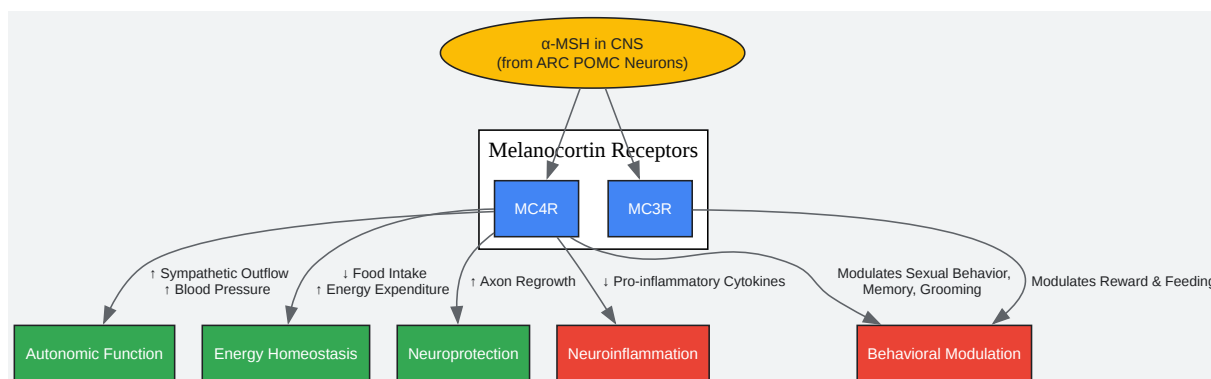 α-MSH in CNS
(from ARC POMC Neurons)
Melanocortin Receptors
MC4R
MC3R
↑ Sympathetic Outflow
↑ Blood Pressure
↓ Food Intake
↑ Energy Expenditure
↑ Axon Regrowth
↓ Pro-inflammatory Cytokines
Modulates Sexual Behavior,
Memory, Grooming
Modulates Reward & Feeding
Autonomic Function
Energy Homeostasis
Neuroprotection
Neuroinflammation
Behavioral Modulation